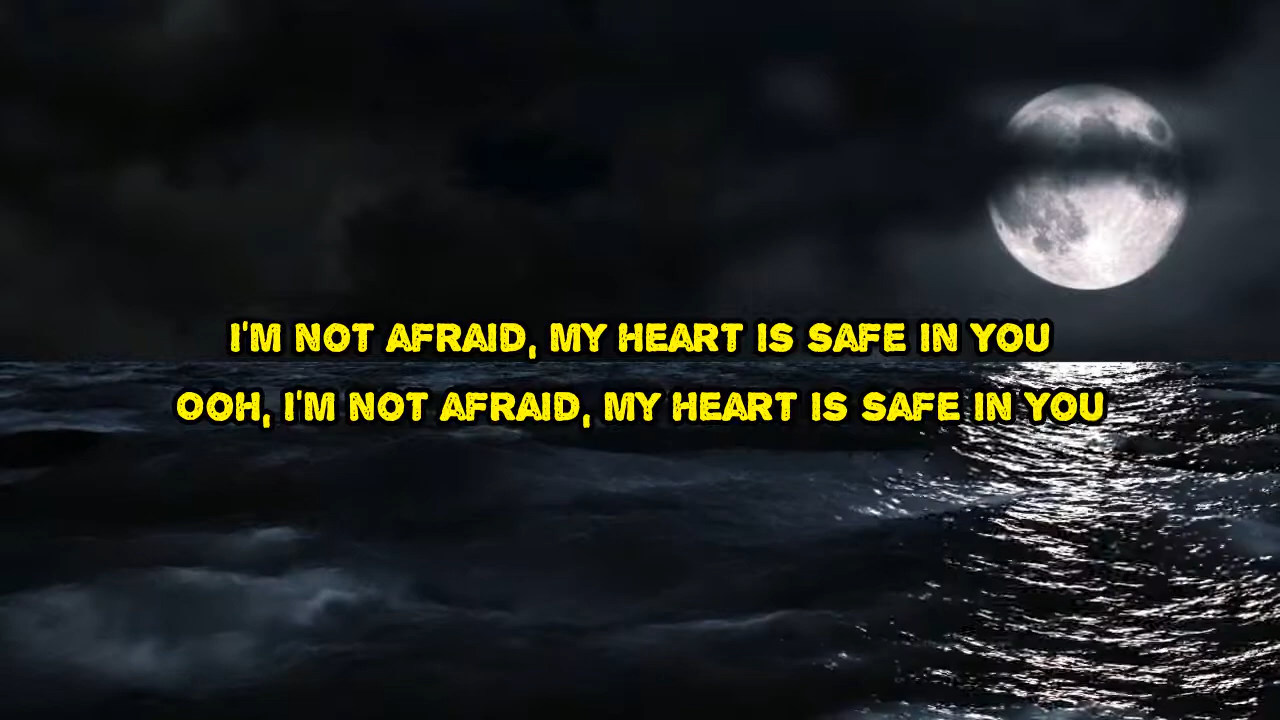 I'M NOT AFRAID, MY HEART IS SAFE IN YOU
OOH, I'M NOT AFRAID, MY HEART IS SAFE IN YOU